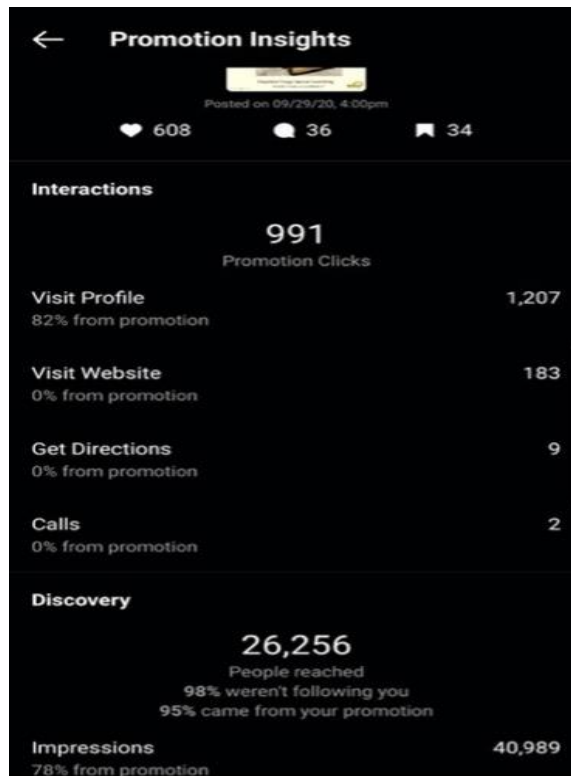 Promotion Insights
Posted on 09/29/20, 4:00pm
608 36 34
Interactions
991
Promotion Clicks
Visit Profile 1,207
82% from promotion
Visit Website 183
0% from promotion
Get Directions 9
0% from promotion
Calls 2
0% from promotion
Discovery
26,256
People reached
98% weren't following you
95% came from your promotion
Impressions 40,989
78% from promotion